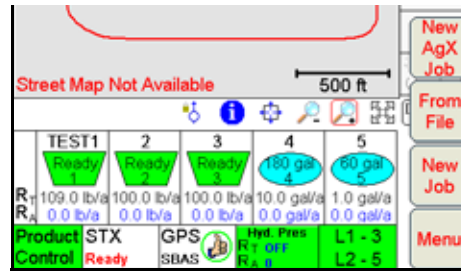 New
AgX
Job
Street Map Not Available
500 ft
From
File
TEST1 2 3 4 5
Ready Ready Ready 180 gal 60 gal
1 2 3 4 5
New
Job
RT 109.0 lb/a 100.0 lb/a 100.0 lb/a 10.0 gal/a 1.0 gal/a
RA 0.0 lb/a 0.0 lb/a 0.0 lb/a 0.0 gal/a 0.0 gal/a
Product STX GPS Hyd. Pres L1 - 3
RT OFF
Control Ready SBAS RA 0 L2 - 5
Menu